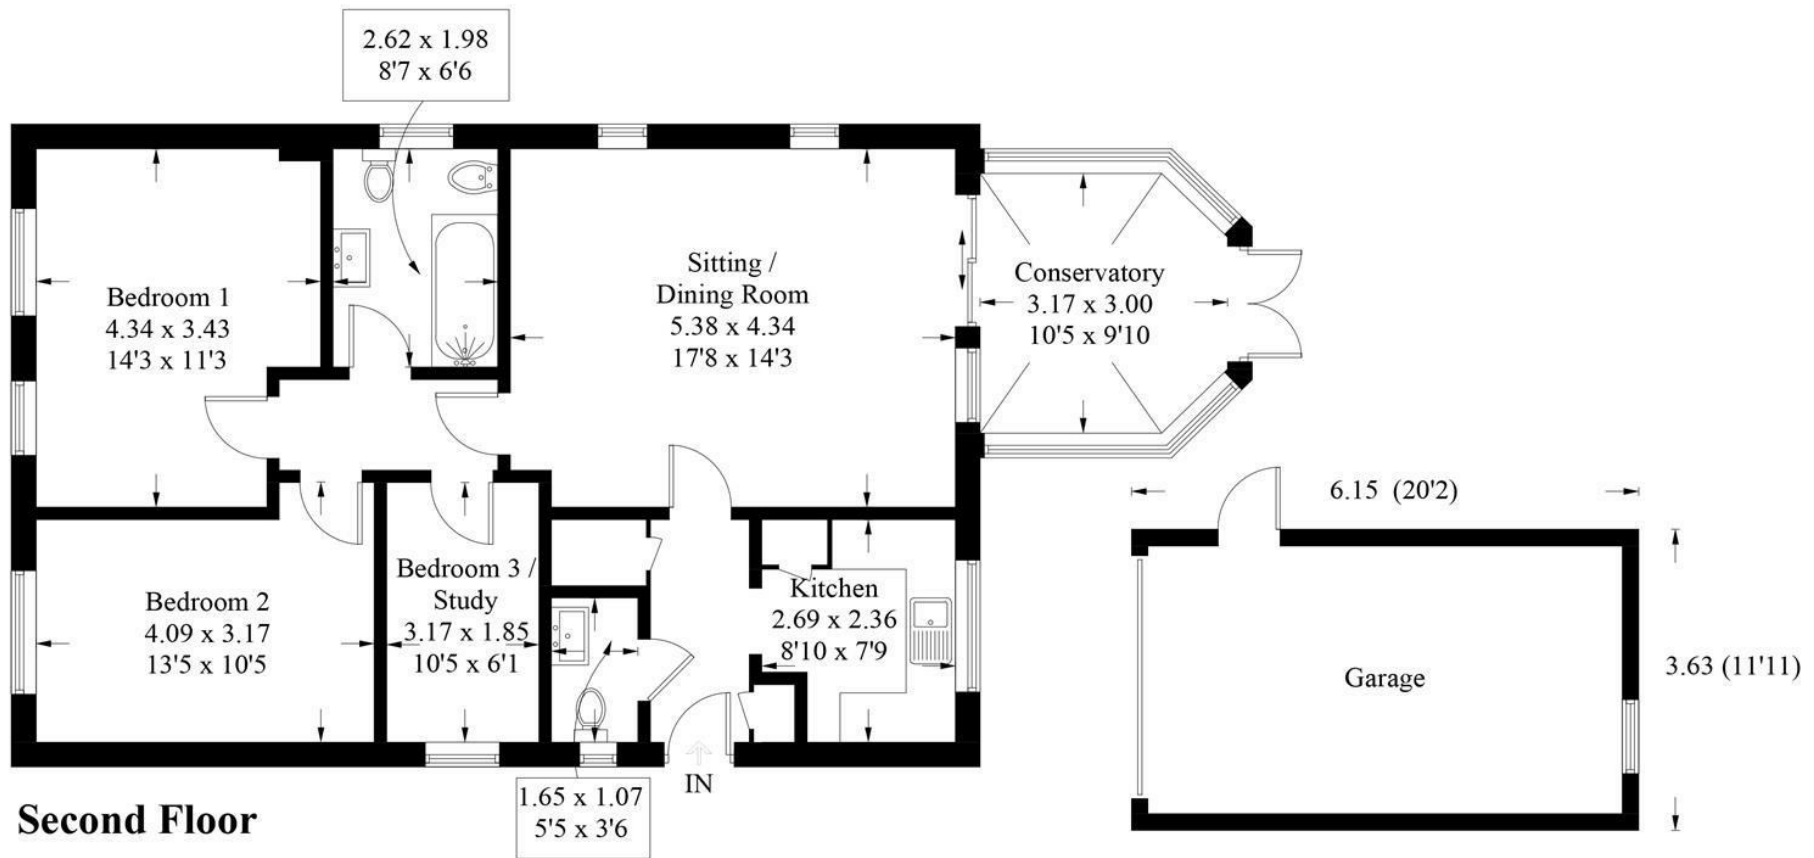 2.62 x 1.98
8'7 x 6'6
Bedroom 1
4.34 x 3.43
14'3 x 11'3
Sitting /
Dining Room
5.38 x 4.34
17'8 x 14'3
Conservatory
3.17 x 3.00
10'5 x 9'10
6.15 (20'2)
Bedroom 2
4.09 x 3.17
13'5 x 10'5
Bedroom 3 /
Study
3.17 x 1.85
10'5 x 6'1
Kitchen
2.69 x 2.36
8'10 x 7'9
Garage
3.63 (11'11)
IN
1.65 x 1.07
5'5 x 3'6
Second Floor